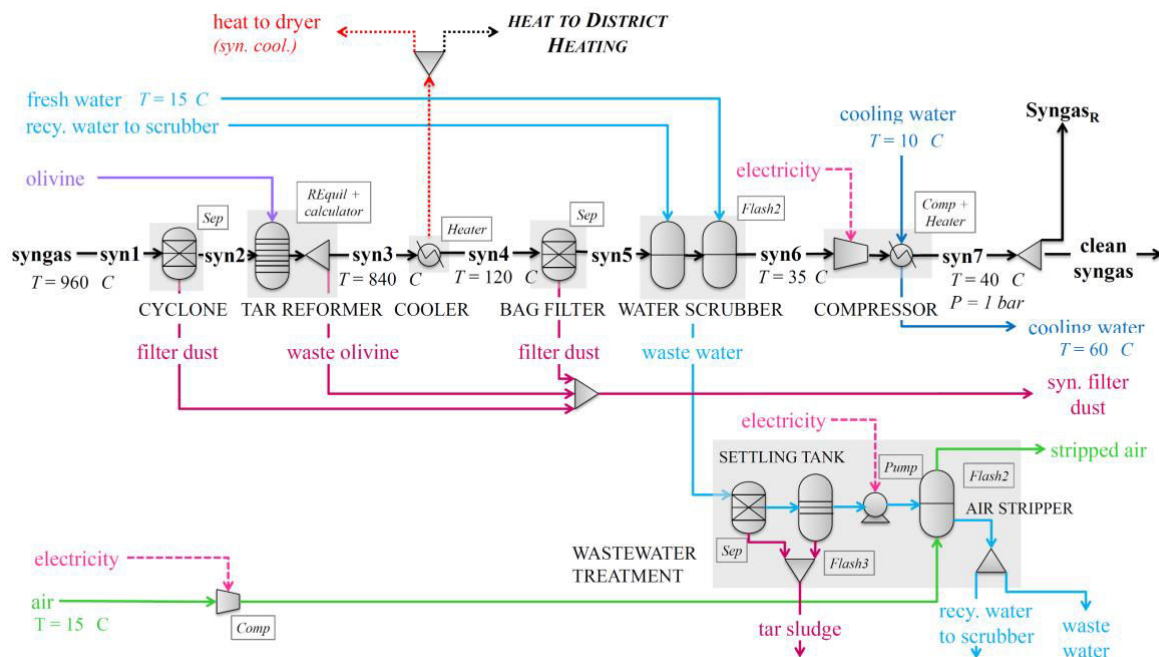 heat to dryer
(syn. cool.)
HEAT TO DISTRICT
HEATING
fresh water T = 15 C
recy. water to scrubber
cooling water
T = 10 C
Syngas_R
electricity
olivine
REquil +
calculator
Sep
Heater
Sep
Flash2
Comp +
Heater
syngas syn1 syn2 syn3 syn4 syn5 syn6 syn7 clean
syngas
T = 960 C
T = 840 C
T = 120 C
T = 35 C
T = 40 C
P = 1 bar
CYCLONE TAR REFORMER COOLER BAG FILTER WATER SCRUBBER COMPRESSOR
filter dust
waste olivine
filter dust
waste water
cooling water
T = 60 C
syn. filter
dust
electricity
SETTLING TANK
Pump
Flash2
stripped air
AIR STRIPPER
WASTEWATER
TREATMENT
Sep
Flash3
electricity
air
T = 15 C
Comp
tar sludge
recy. water
to scrubber
waste
water